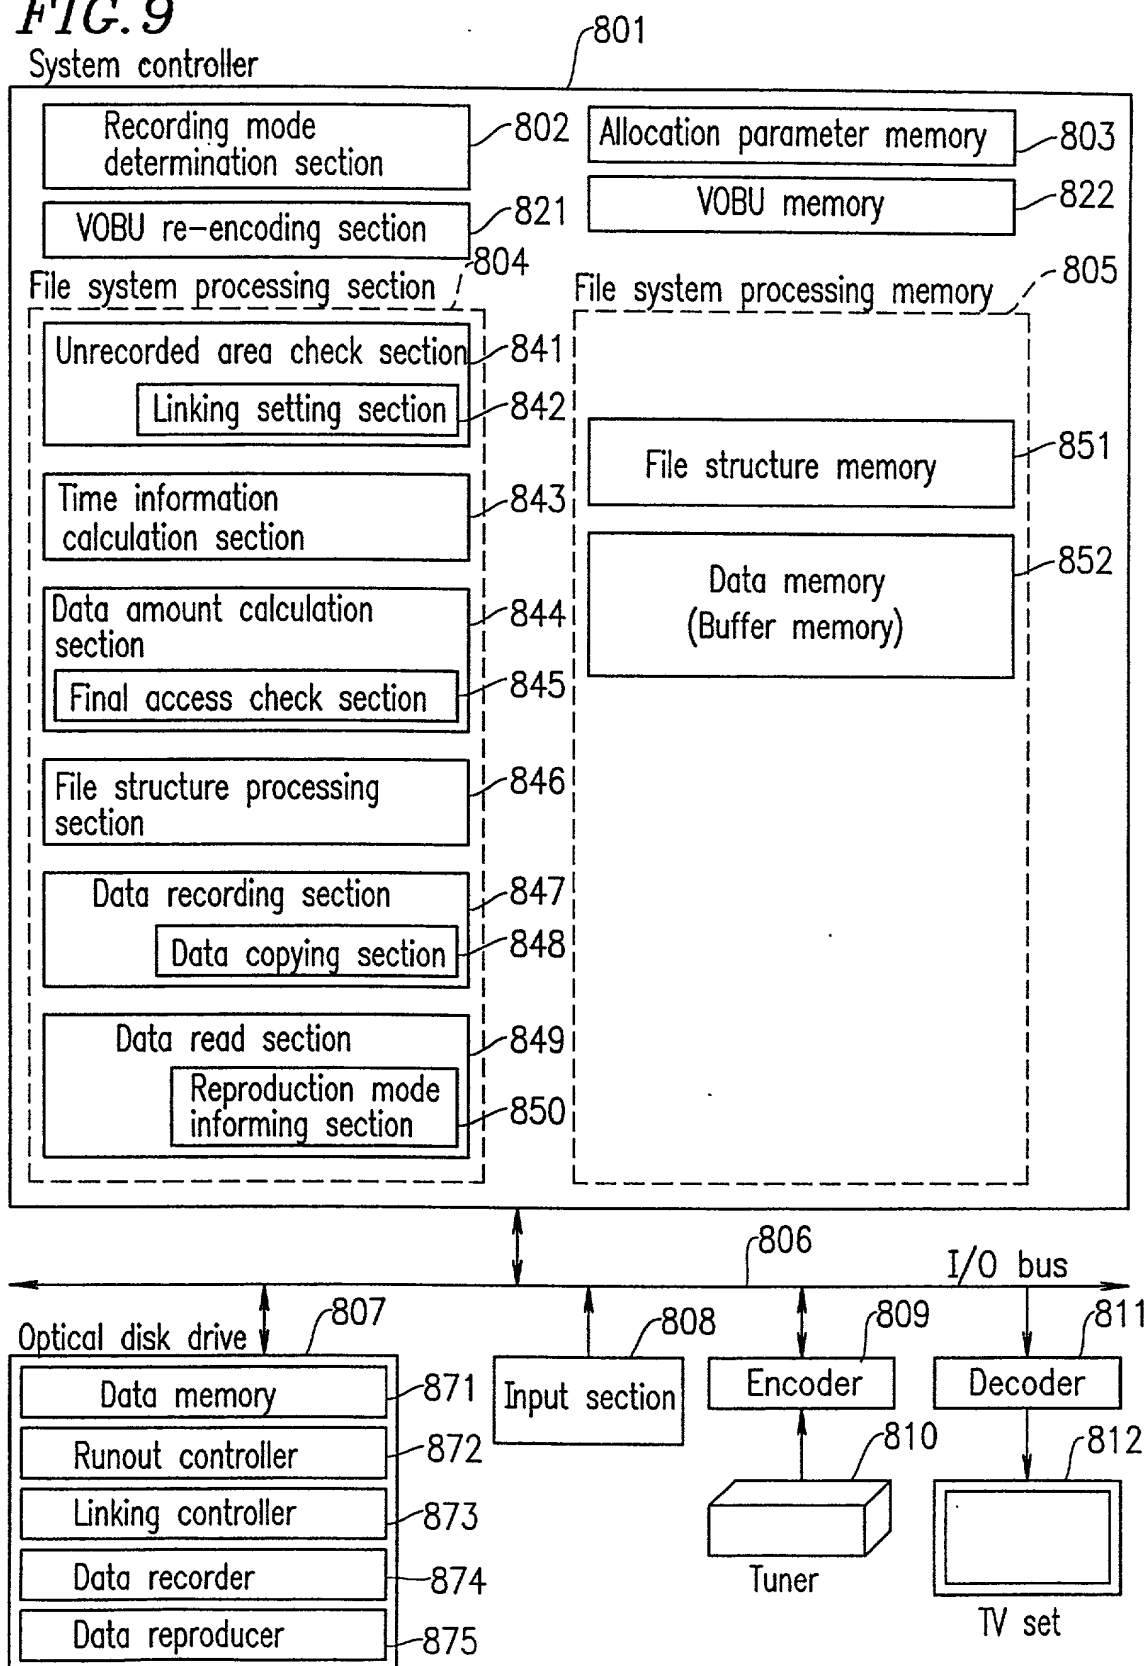 FIG. 9
801
System controller
Recording mode
determination section
802
Allocation parameter memory
803
VOBU re-encoding section
821
VOBU memory
822
File system processing section
804
File system processing memory
805
Unrecorded area check section
841
Linking setting section
842
Time information
calculation section
843
Data amount calculation
section
844
Final access check section
845
File structure processing
section
846
Data recording section
847
Data copying section
848
Data read section
849
Reproduction mode
informing section
850
File structure memory
851
Data memory
(Buffer memory)
852
806
I/O bus
Optical disk drive
807
Data memory
871
Runout controller
872
Linking controller
873
Data recorder
874
Data reproducer
875
808
Input section
809
Encoder
810
Tuner
811
Decoder
812
TV set